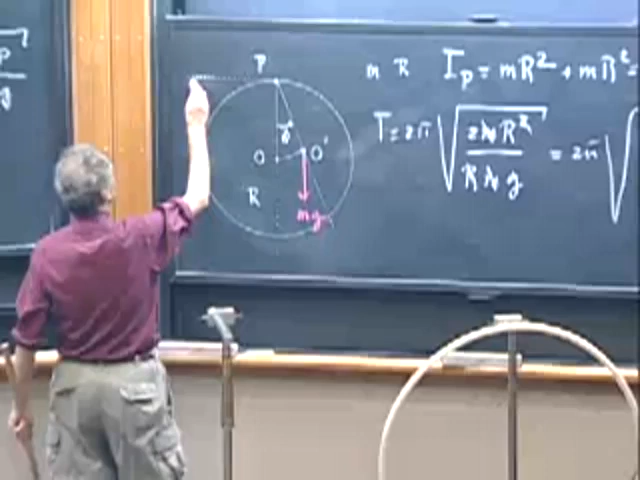 P
m R I_P = mR² + mR² =
T = 2π √(2MR² / RMg) = 2π √
θ
O O'
R
mg